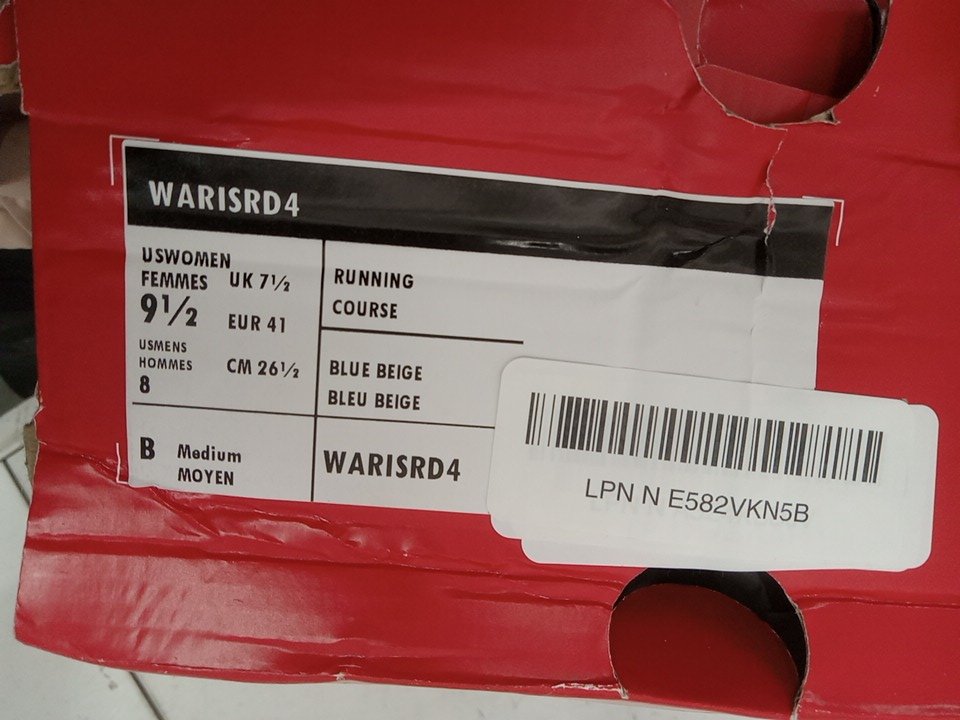 WARISRD4
USWOMEN
FEMMES UK 7½
9½ EUR 41
USMENS
HOMMES CM 26½
8
RUNNING
COURSE
BLUE BEIGE
BLEU BEIGE
B Medium
MOYEN
WARISRD4
LPN N E582VKN5B